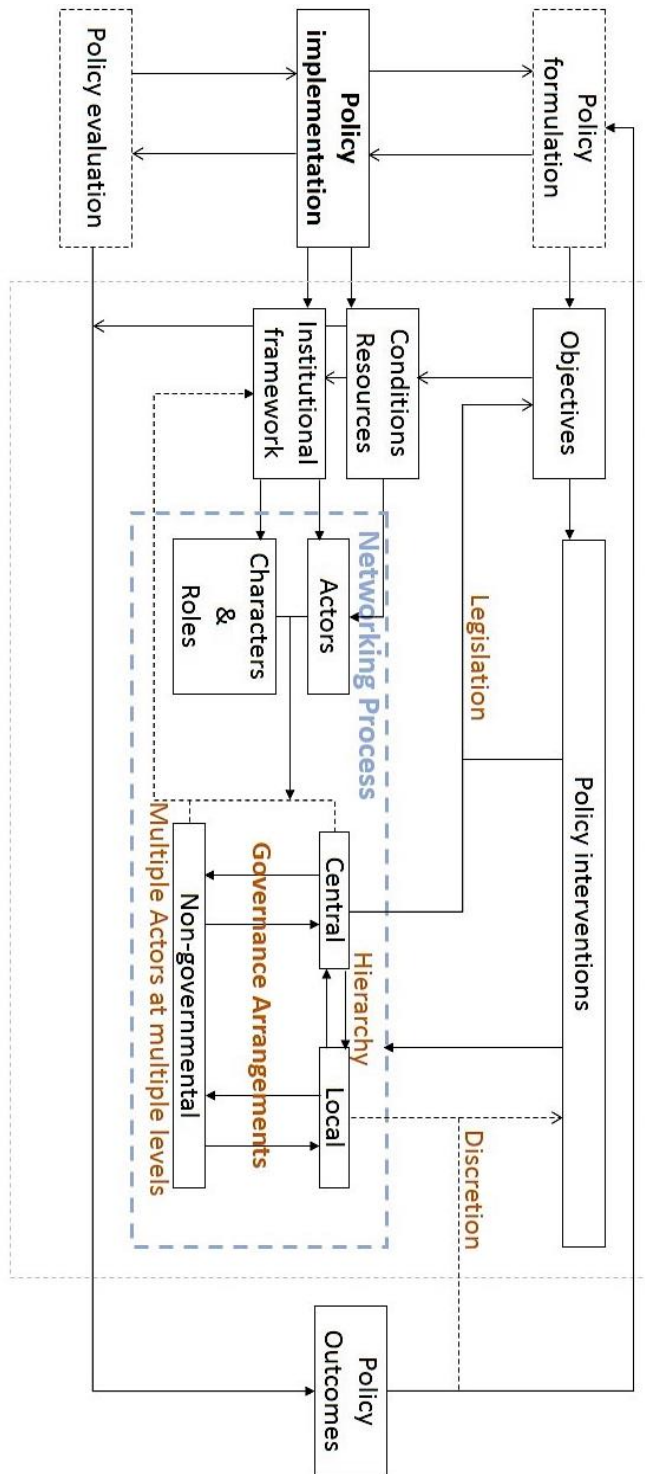 Policy
formulation
Policy
implementation
Policy evaluation
Objectives
Conditions
Resources
Institutional
framework
Policy interventions
Legislation
Discretion
Networking Process
Actors
Characters
&
Roles
Hierarchy
Central
Local
Governance Arrangements
Non-governmental
Multiple Actors at multiple levels
Policy
Outcomes